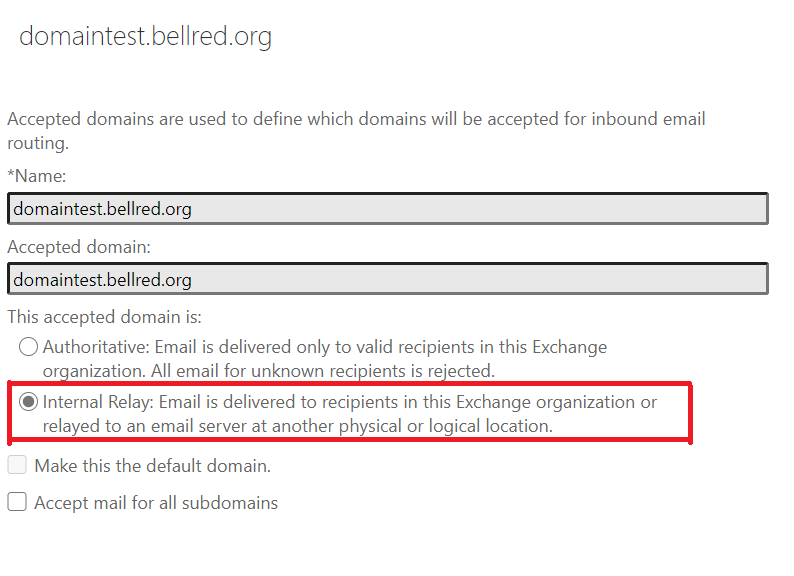 domaintest.bellred.org
Accepted domains are used to define which domains will be accepted for inbound email
routing.
*Name:
domaintest.bellred.org
Accepted domain:
domaintest.bellred.org
This accepted domain is:
Authoritative: Email is delivered only to valid recipients in this Exchange
organization. All email for unknown recipients is rejected.
Internal Relay: Email is delivered to recipients in this Exchange organization or
relayed to an email server at another physical or logical location.
Make this the default domain.
Accept mail for all subdomains